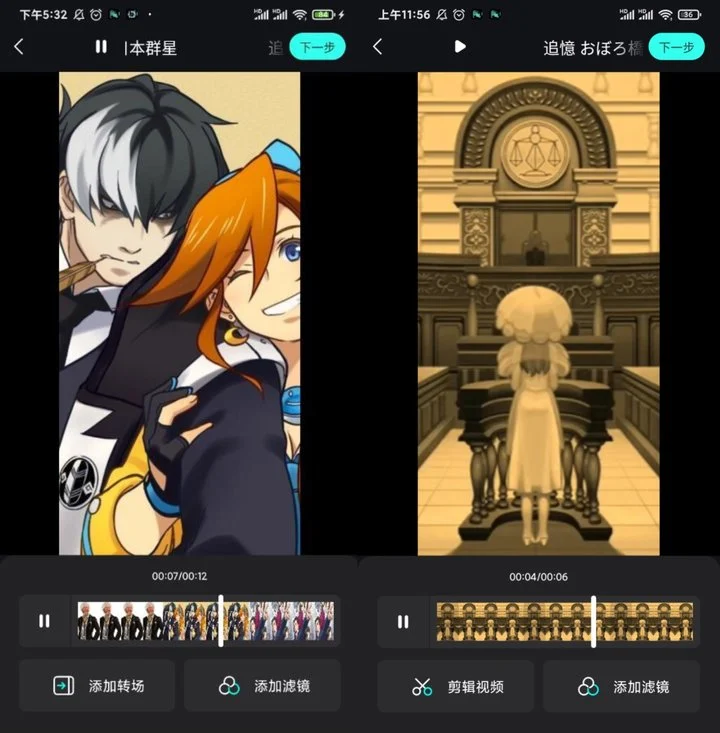 下午5:32
84
|本群星
追
下一步
00:07/00:12
添加转场
添加滤镜
上午11:56
36
追憶 おぼろ橋
下一步
00:04/00:06
剪辑视频
添加滤镜